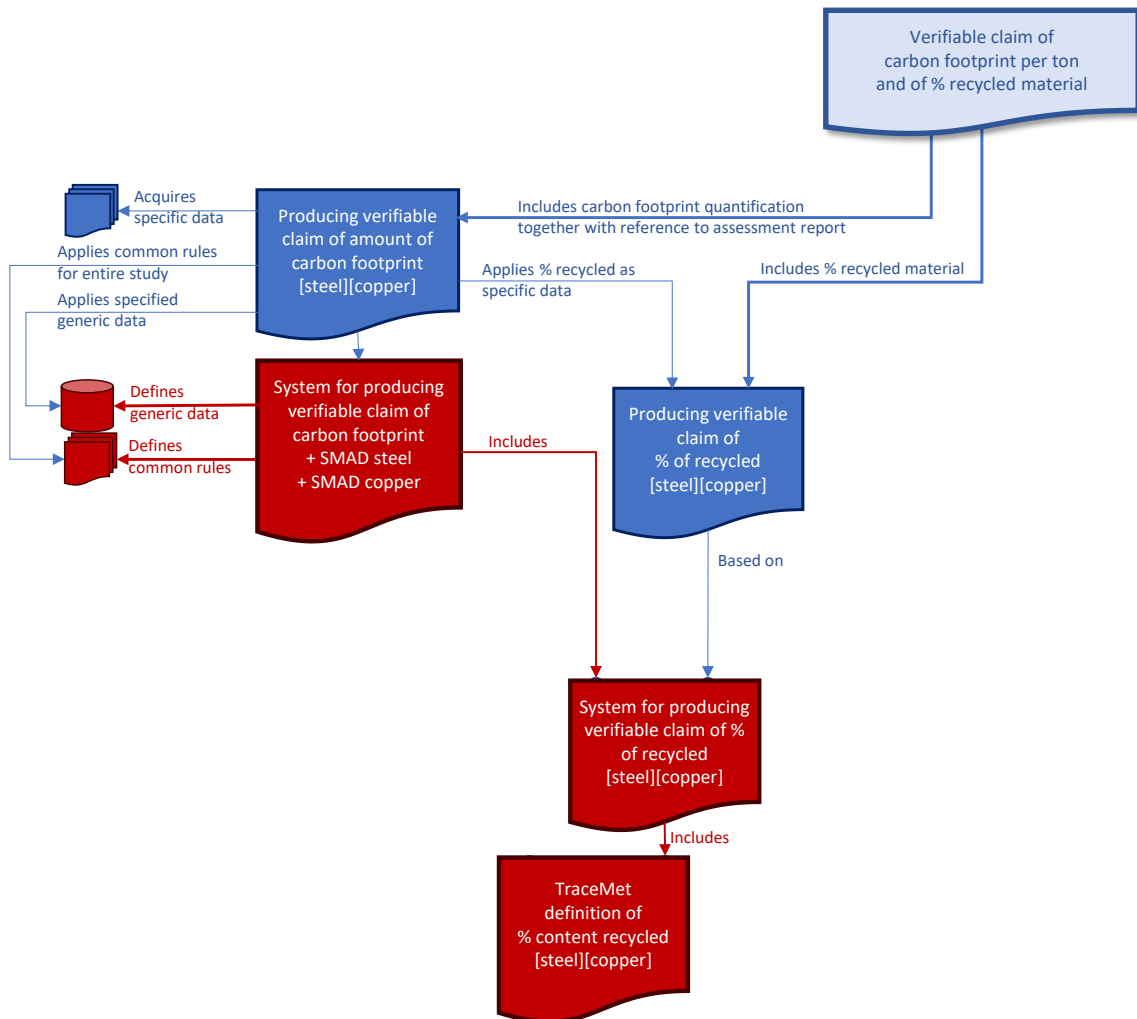 Verifiable claim of
carbon footprint per ton
and of % recycled material
Acquires
specific data
Producing verifiable
claim of amount of
carbon footprint
[steel][copper]
Includes carbon footprint quantification
together with reference to assessment report
Applies common rules
for entire study
Applies % recycled as
specific data
Includes % recycled material
Applies specified
generic data
Defines
generic data
Defines
common rules
System for producing
verifiable claim of
carbon footprint
+ SMAD steel
+ SMAD copper
Includes
Producing verifiable
claim of
% of recycled
[steel][copper]
Based on
System for producing
verifiable claim of %
of recycled
[steel][copper]
Includes
TraceMet
definition of
% content recycled
[steel][copper]